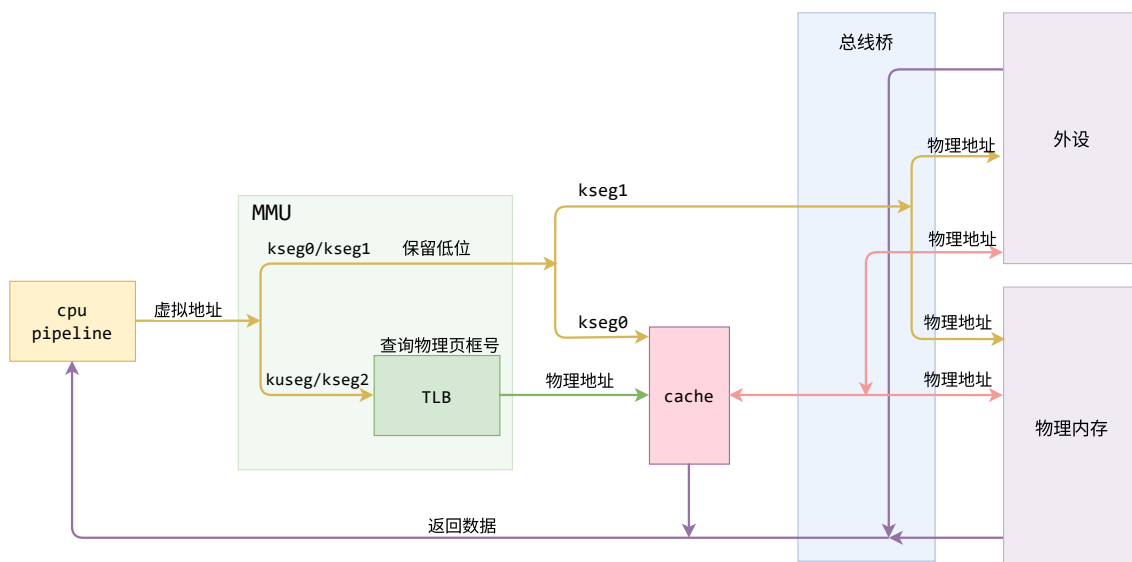 总线桥
外设
物理地址
kseg1
MMU
kseg0/kseg1
保留低位
物理地址
cpu
pipeline
虚拟地址
kseg0
物理地址
查询物理页框号
kuseg/kseg2
TLB
物理地址
cache
物理地址
物理内存
返回数据